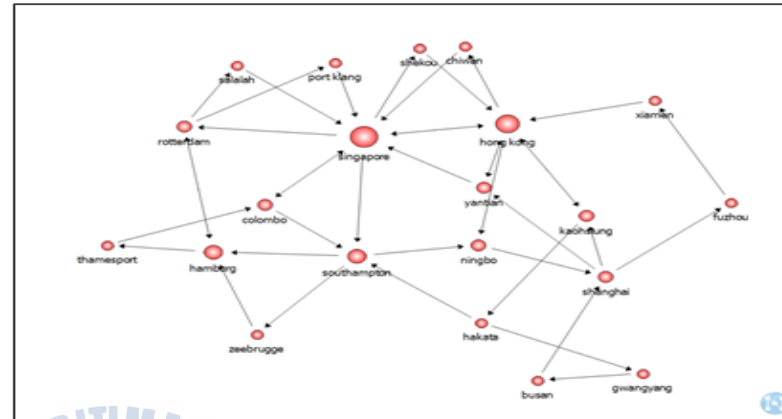 salalah
port klang
shekou
chiwan
xiamen
rotterdam
singapore
hong kong
yantian
fuzhou
colombo
kaohsiung
thamesport
hamburg
southampton
ningbo
shanghai
zeebrugge
hakata
busan
gwangyang